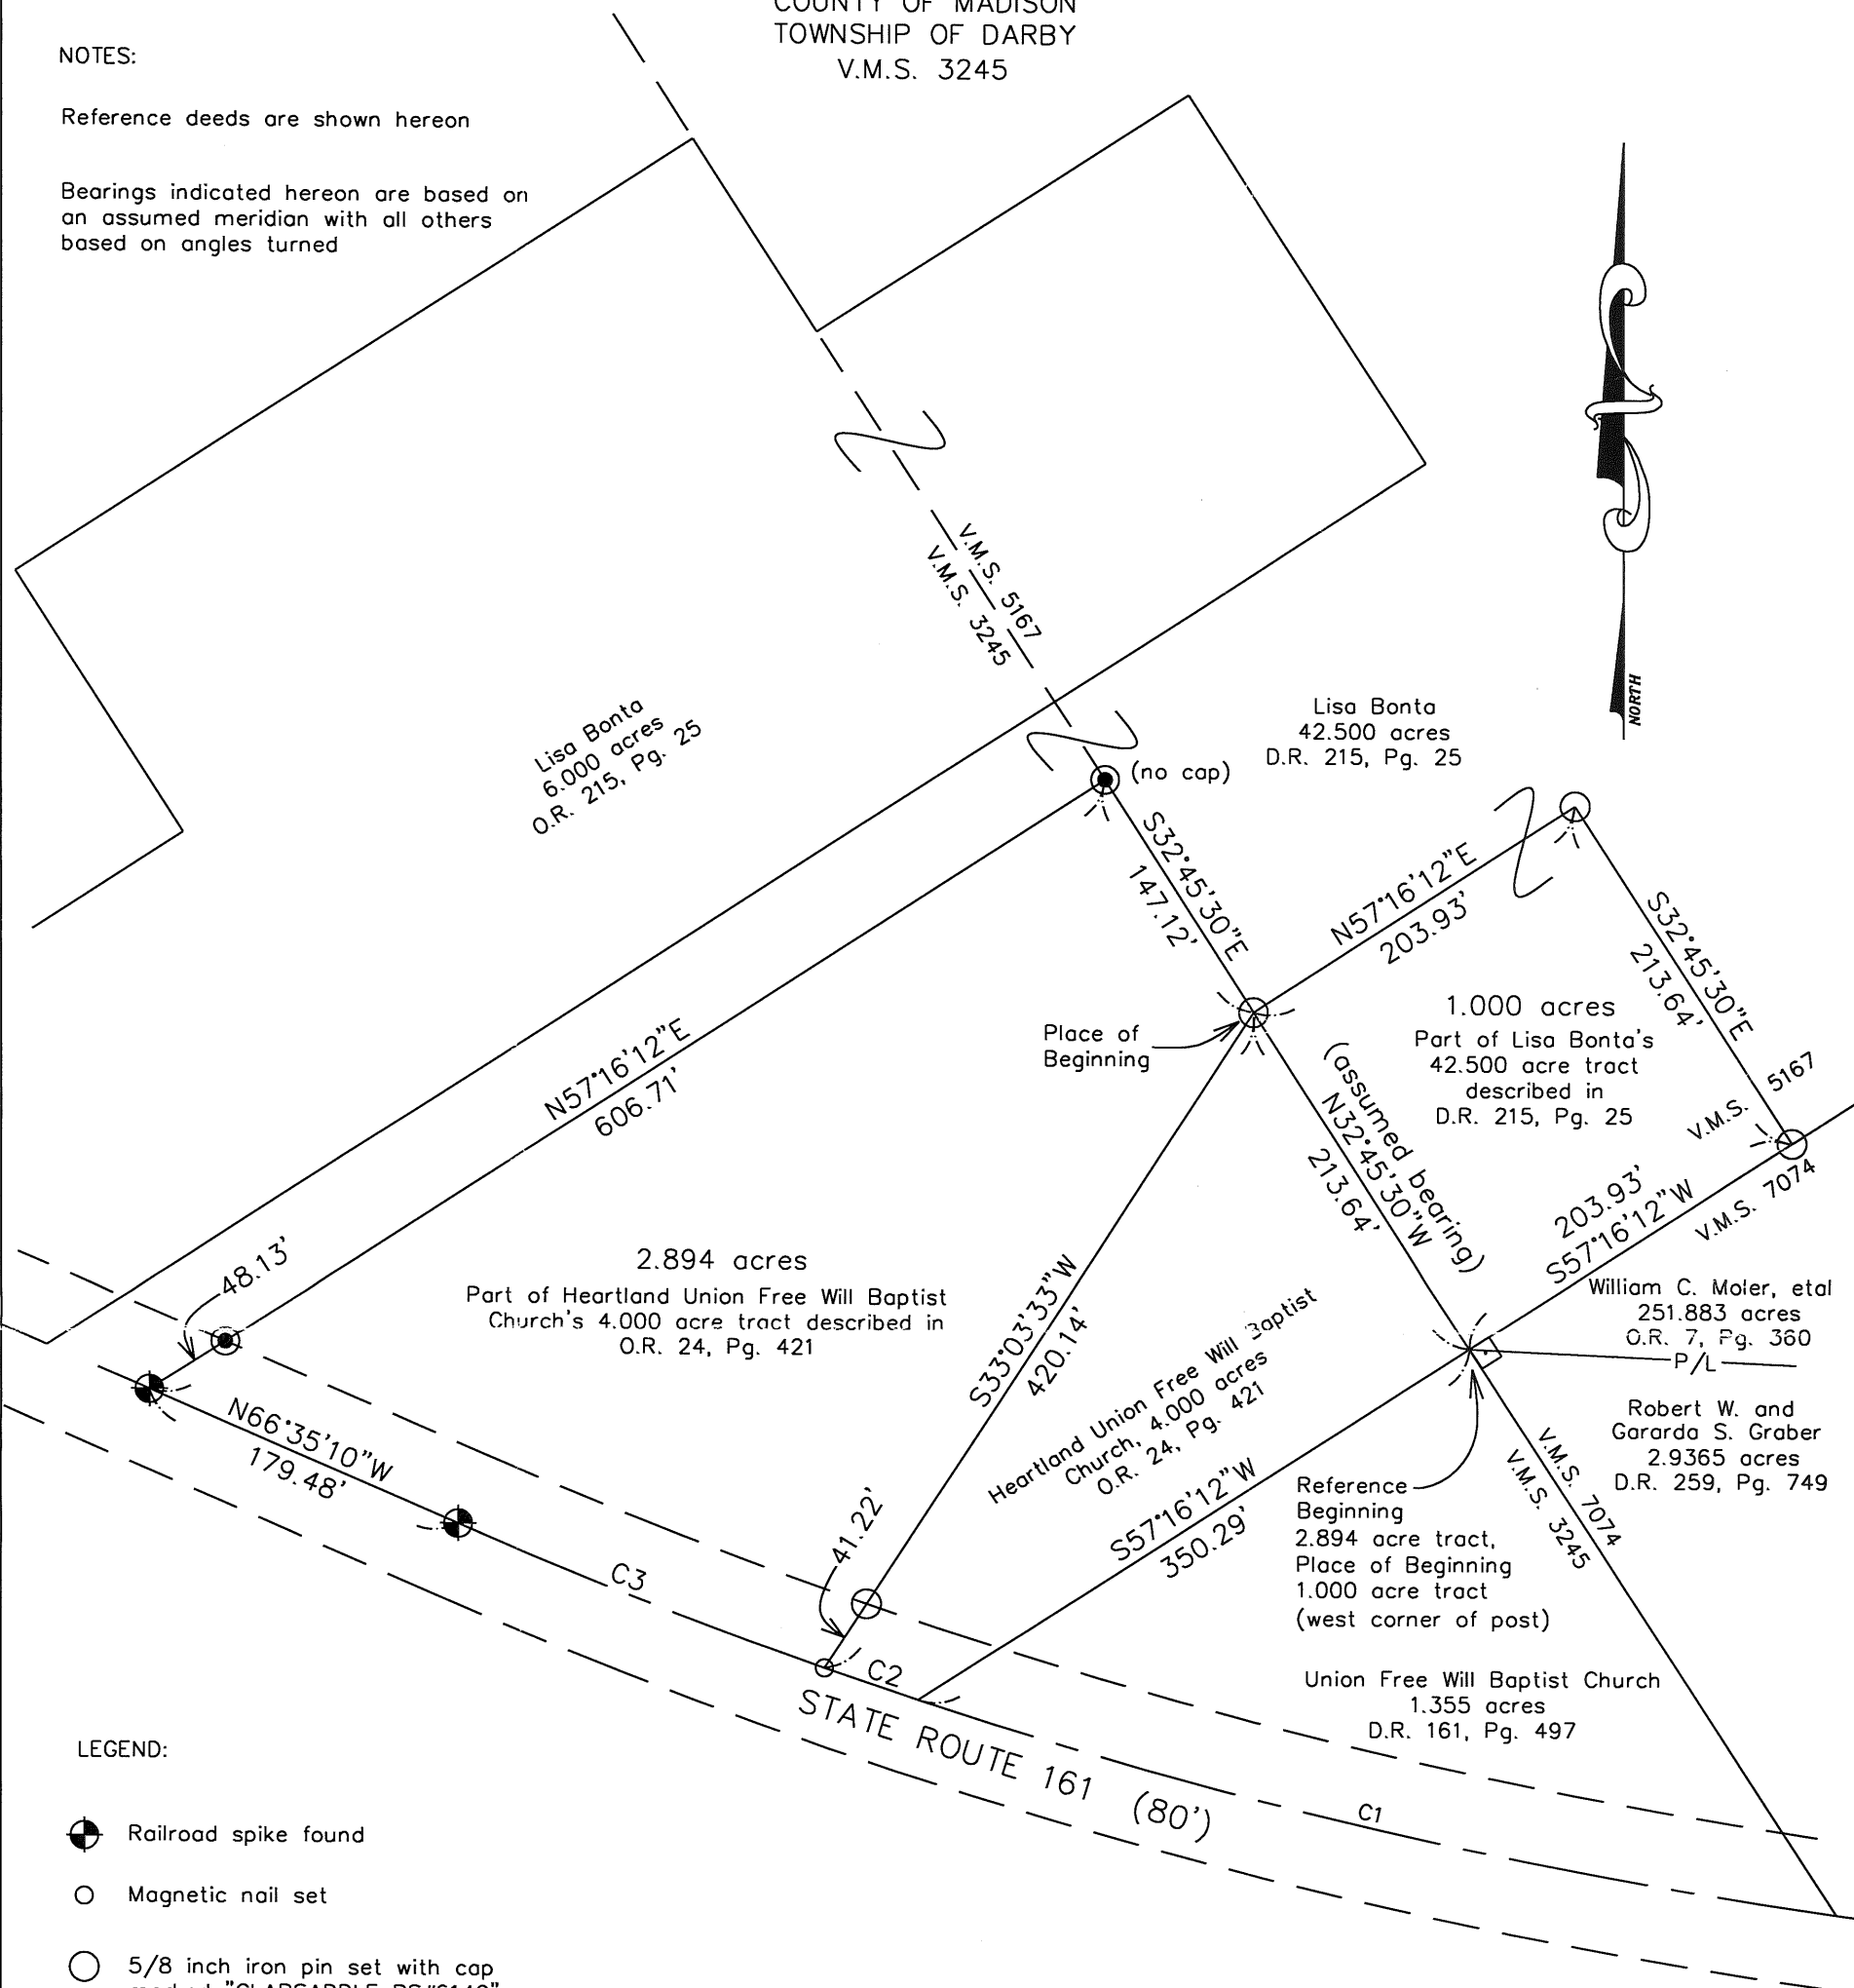 COUNTY OF MADISON
TOWNSHIP OF DARBY
V.M.S. 3245
NOTES:
Reference deeds are shown hereon
Bearings indicated hereon are based on
an assumed meridian with all others
based on angles turned
NORTH
V.M.S. 5167
V.M.S. 3245
Lisa Bonta
6.000 acres
O.R. 215, Pg. 25
Lisa Bonta
42.500 acres
D.R. 215, Pg. 25
(no cap)
S32°45'30"E
147.12'
N57°16'12"E
203.93'
S32°45'30"E
213.64'
1.000 acres
Part of Lisa Bonta's
42.500 acre tract
described in
D.R. 215, Pg. 25
Place of
Beginning
(assumed bearing)
N32°45'30"W
213.64'
V.M.S. 5167
V.M.S. 7074
203.93'
S57°16'12"W
N57°16'12"E
606.71'
48.13'
2.894 acres
Part of Heartland Union Free Will Baptist
Church's 4.000 acre tract described in
O.R. 24, Pg. 421
S33°03'33"W
420.14'
Heartland Union Free Will Baptist
Church, 4.000 acres
O.R. 24, Pg. 421
William C. Moler, etal
251.883 acres
O.R. 7, Pg. 360
P/L
Robert W. and
Gararda S. Graber
2.9365 acres
D.R. 259, Pg. 749
N66°35'10"W
179.48'
S57°16'12"W
350.29'
41.22'
Reference
Beginning
2.894 acre tract,
Place of Beginning
1.000 acre tract
(west corner of post)
V.M.S. 7074
V.M.S. 3245
C3
C2
C1
Union Free Will Baptist Church
1.355 acres
D.R. 161, Pg. 497
STATE ROUTE 161 (80')
LEGEND:
Railroad spike found
Magnetic nail set
5/8 inch iron pin set with cap